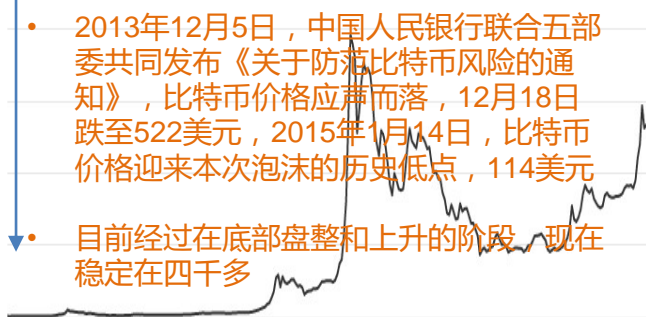 • 2013年12月5日，中国人民银行联合五部
委共同发布《关于防范比特币风险的通
知》，比特币价格应声而落，12月18日
跌至522美元，2015年1月14日，比特币
价格迎来本次泡沫的历史低点，114美元
• 目前经过在底部盘整和上升的阶段，现在
稳定在四千多